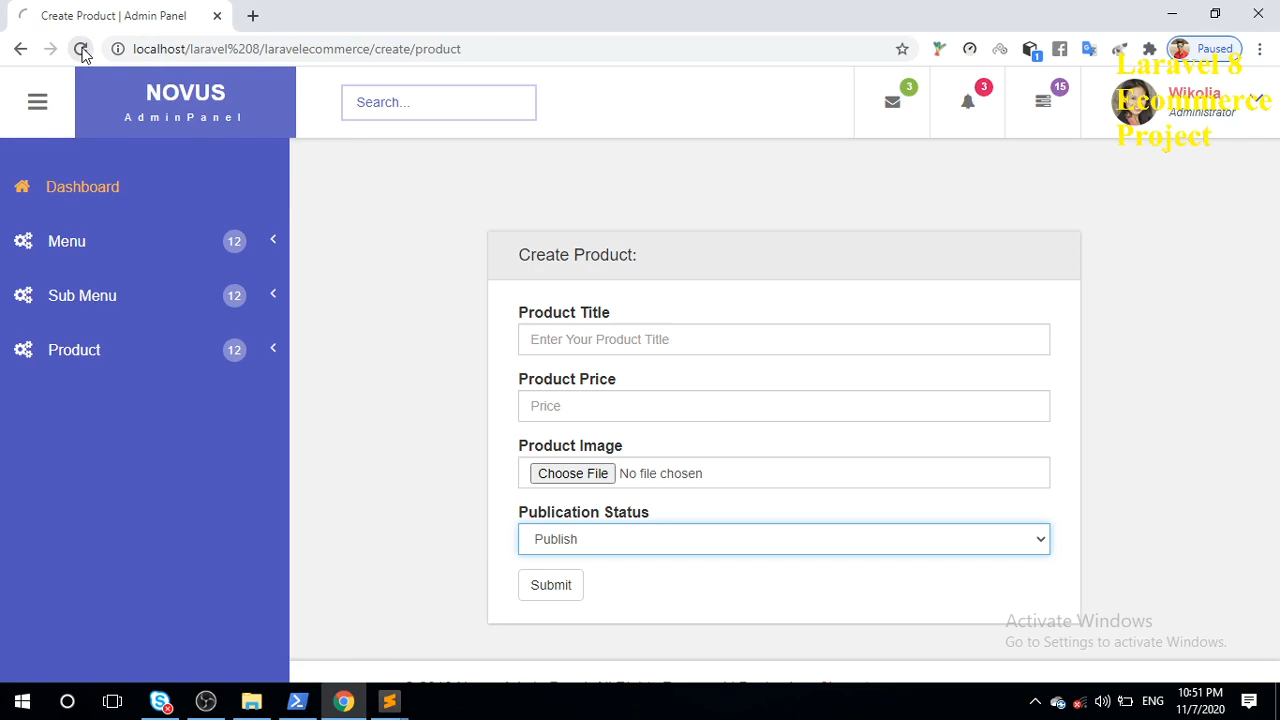 Create Product | Admin Panel
localhost/laravel%208/laravelecommerce/create/product
1
Paused
Laravel 8
Ecommerce
Project
NOVUS
AdminPanel
Search...
3
3
15
Wikolia
Administrator
Dashboard
Menu 12
Sub Menu 12
Product 12
Create Product:
Product Title
Enter Your Product Title
Product Price
Price
Product Image
Choose File No file chosen
Publication Status
Publish
Submit
Activate Windows
Go to Settings to activate Windows.
ENG
10:51 PM
11/7/2020